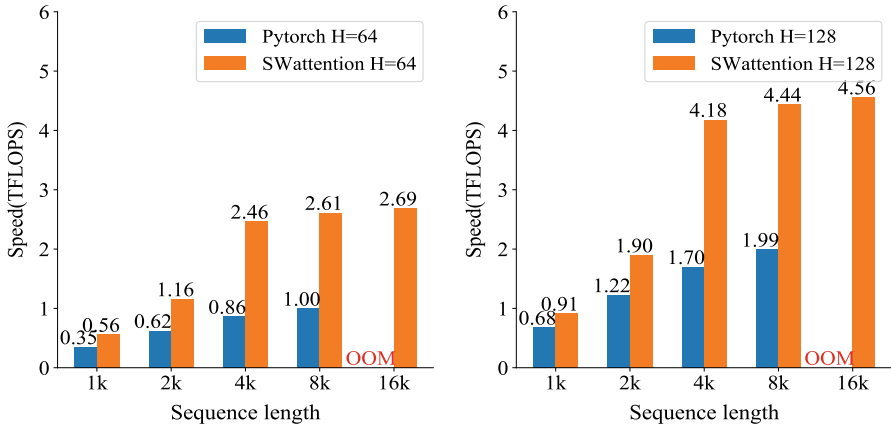 6
5
4
3
2
1
0
Speed(TFLOPS)
Pytorch H=64
SWattention H=64
0.35
0.56
0.62
1.16
0.86
2.46
1.00
2.61
OOM
2.69
1k
2k
4k
8k
16k
Sequence length
6
5
4
3
2
1
0
Speed(TFLOPS)
Pytorch H=128
SWattention H=128
0.68
0.91
1.22
1.90
1.70
4.18
1.99
4.44
OOM
4.56
1k
2k
4k
8k
16k
Sequence length